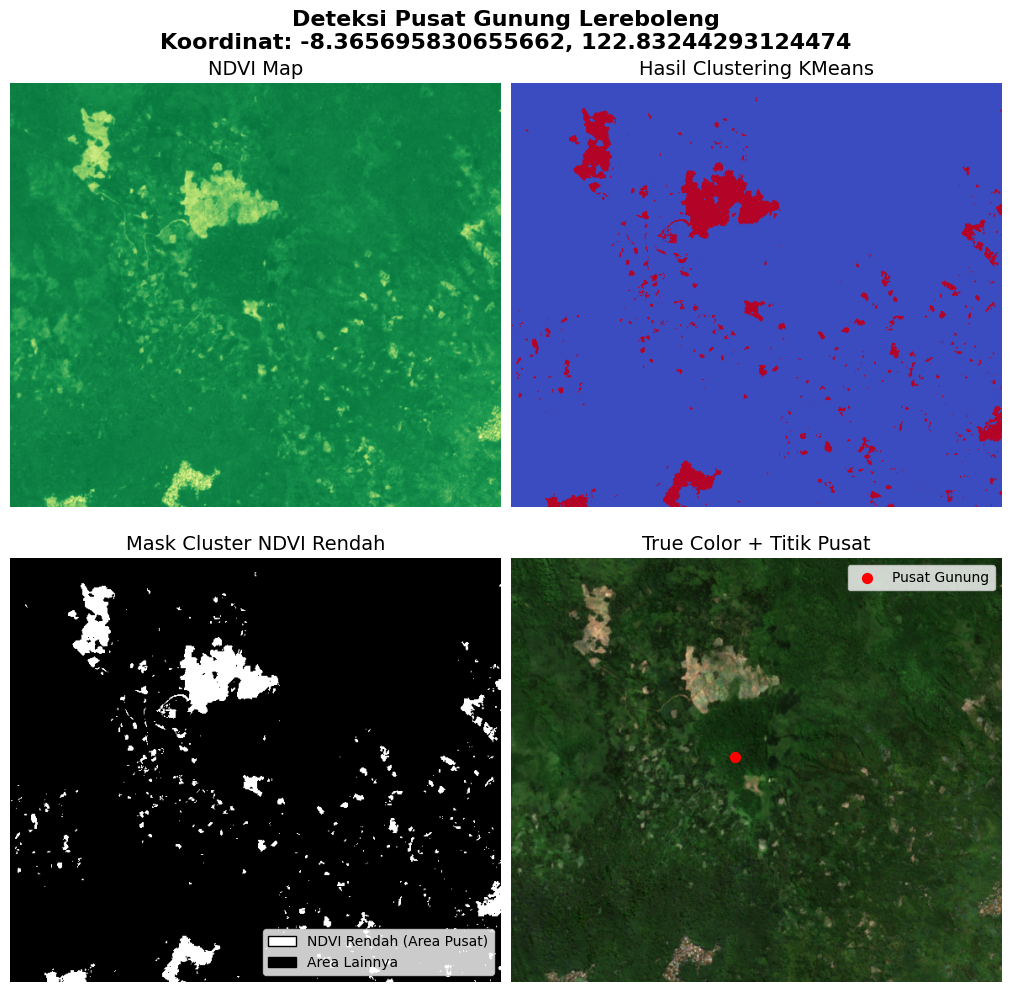 Deteksi Pusat Gunung Lereboleng
Koordinat: -8.365695830655662, 122.83244293124474
NDVI Map
Hasil Clustering KMeans
Mask Cluster NDVI Rendah
True Color + Titik Pusat
Pusat Gunung
NDVI Rendah (Area Pusat)
Area Lainnya